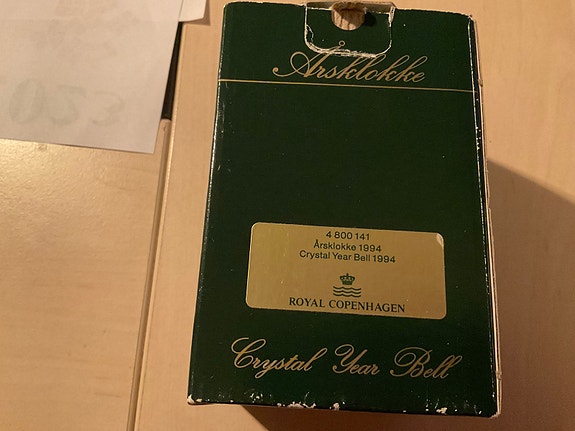 Årsklokke
4 800 141
Årsklokke 1994
Crystal Year Bell 1994
ROYAL COPENHAGEN
Crystal Year Bell